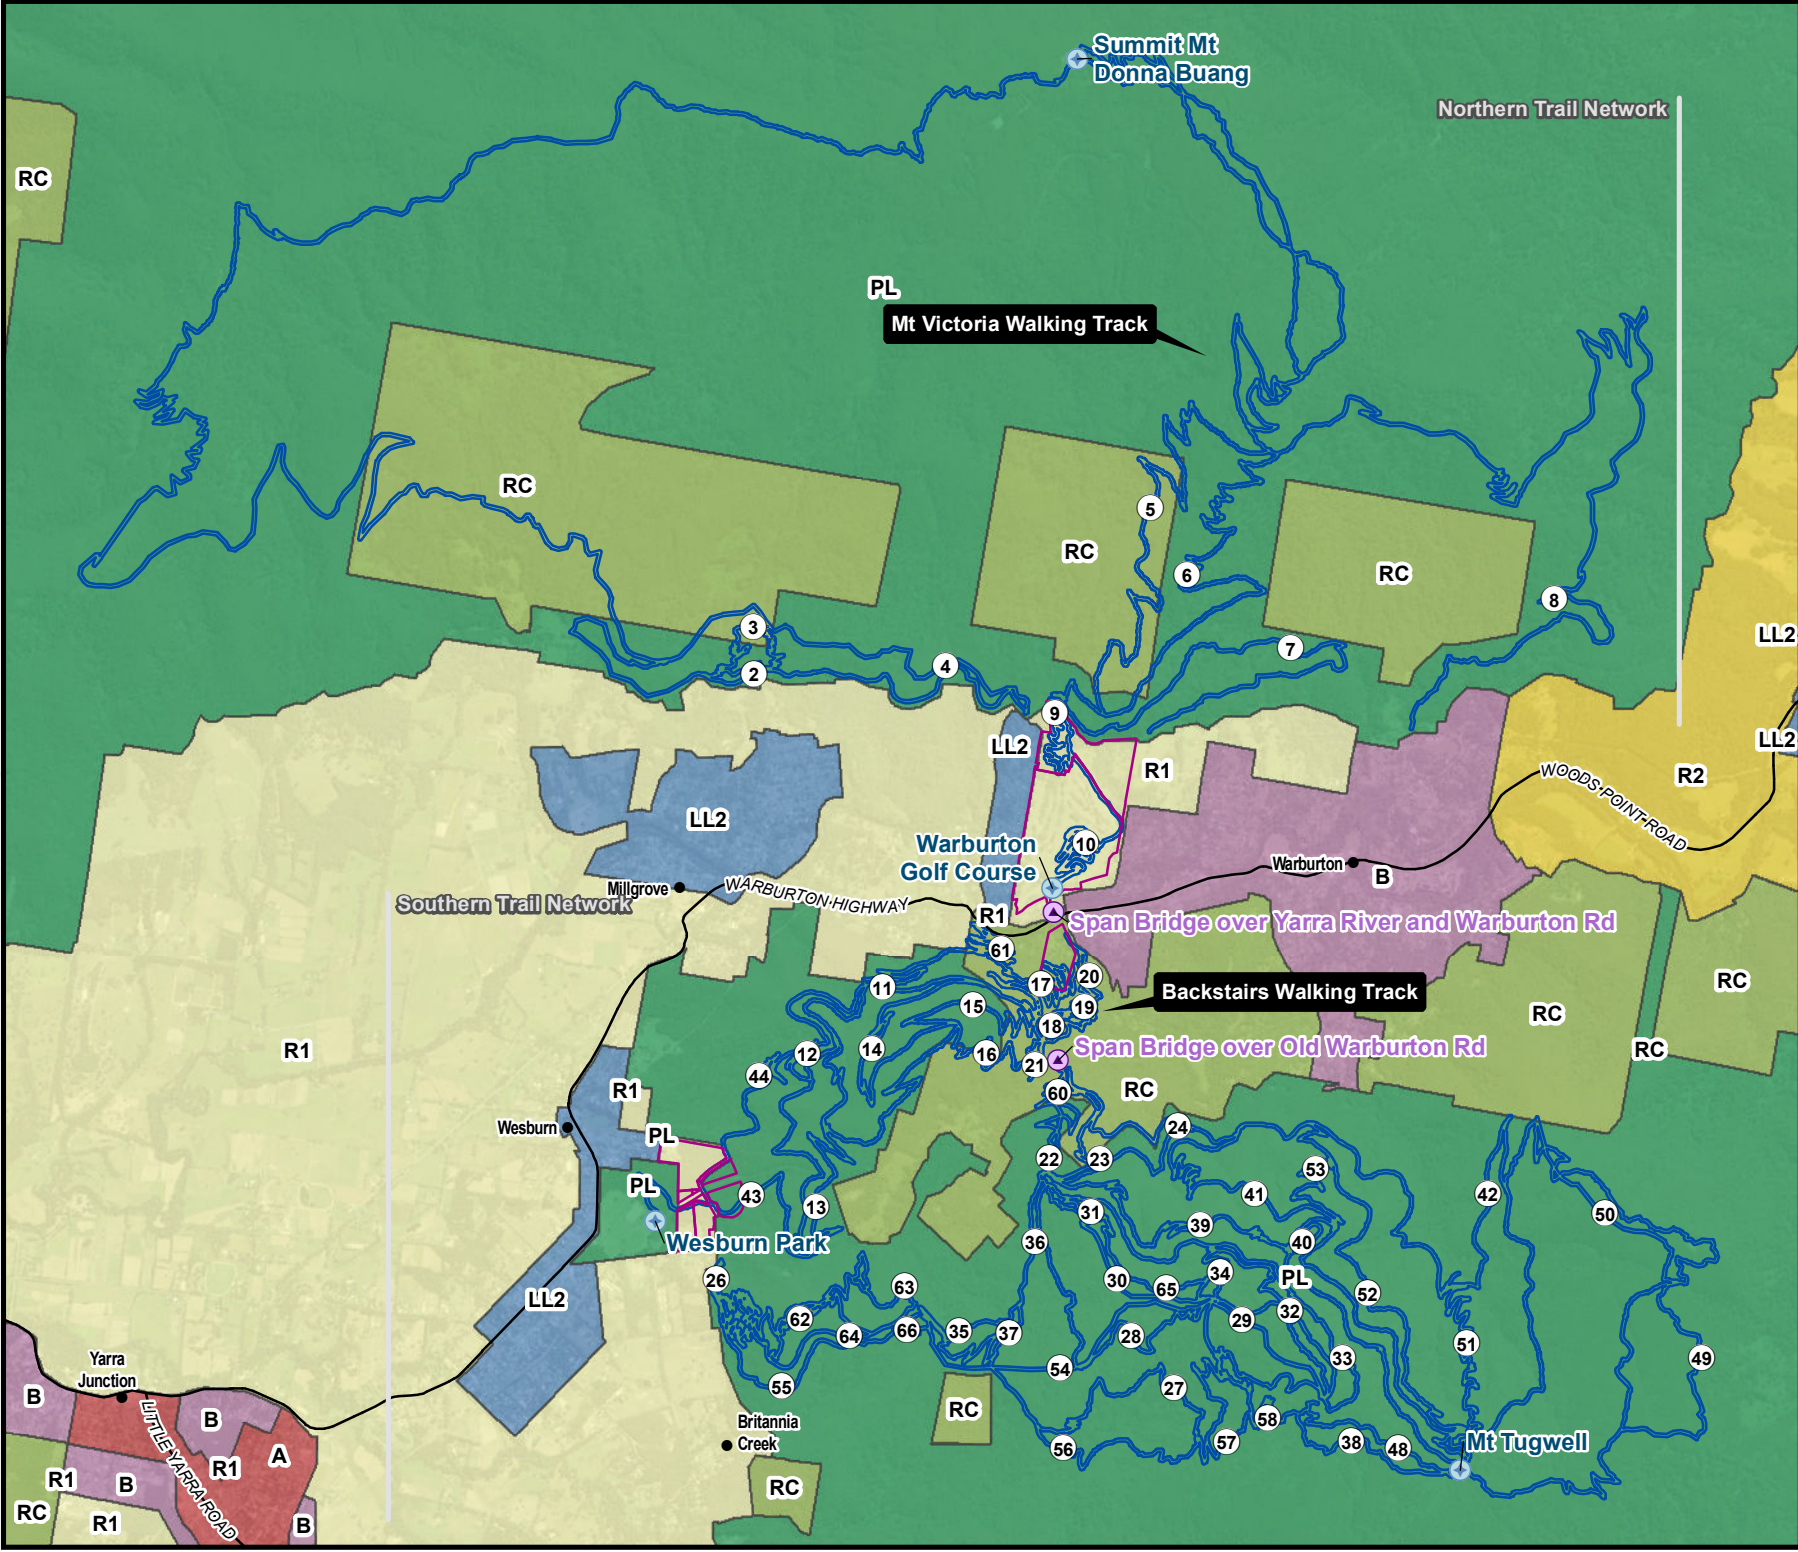 Summit Mt
Donna Buang
Northern Trail Network
RC
PL
Mt Victoria Walking Track
RC
5
RC
RC
6
8
3
LL2
7
4
2
9
LL2
LL2
R1
WOODS POINT ROAD
R2
LL2
Warburton
Golf Course
10
Warburton
B
Millgrove
WARBURTON HIGHWAY
Southern Trail Network
R1
Span Bridge over Yarra River and Warburton Rd
61
17
20
RC
11
Backstairs Walking Track
15
19
RC
18
R1
12
14
16
Span Bridge over Old Warburton Rd
RC
21
44
R1
60
RC
Wesburn
PL
24
22
23
53
PL
43
41
42
13
31
50
Wesburn Park
39
36
40
26
63
30
65
34
PL
LL2
52
62
32
64
66
35
37
28
29
51
Yarra
Junction
54
33
49
55
27
B
LITTLE YARRA ROAD
B
RC
58
Britannia
Creek
56
57
38
48
Mt Tugwell
A
R1
R1
B
RC
RC
R1
B